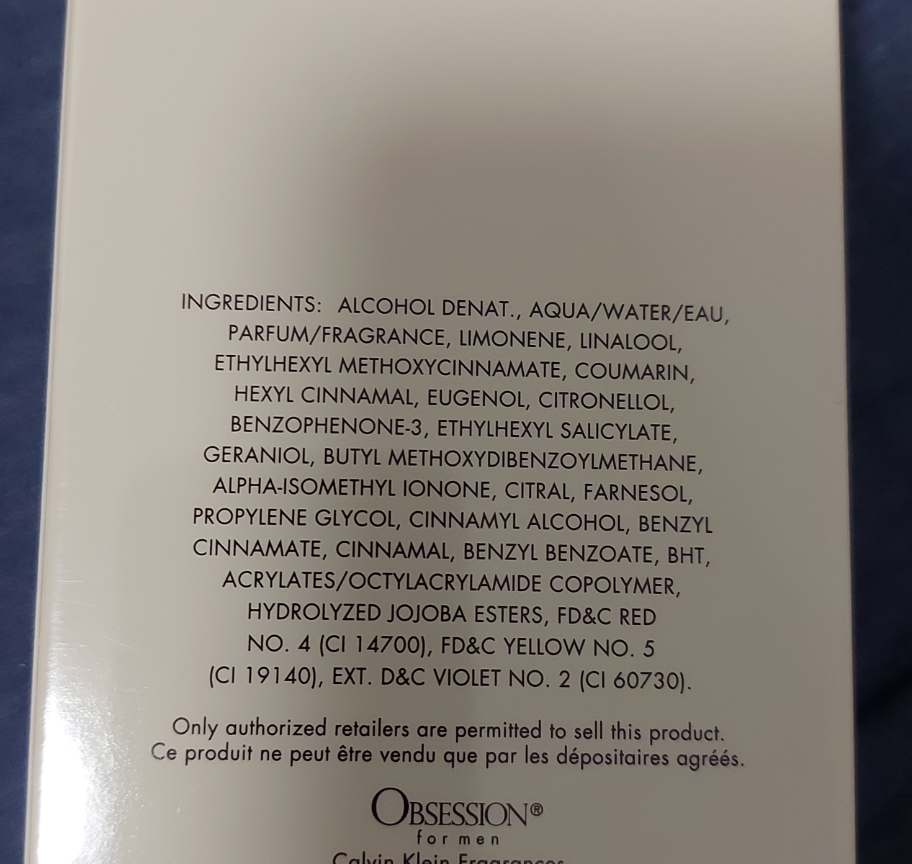 INGREDIENTS: ALCOHOL DENAT., AQUA/WATER/EAU,
PARFUM/FRAGRANCE, LIMONENE, LINALOOL,
ETHYLHEXYL METHOXYCINNAMATE, COUMARIN,
HEXYL CINNAMAL, EUGENOL, CITRONELLOL,
BENZOPHENONE-3, ETHYLHEXYL SALICYLATE,
GERANIOL, BUTYL METHOXYDIBENZOYLMETHANE,
ALPHA-ISOMETHYL IONONE, CITRAL, FARNESOL,
PROPYLENE GLYCOL, CINNAMYL ALCOHOL, BENZYL
CINNAMATE, CINNAMAL, BENZYL BENZOATE, BHT,
ACRYLATES/OCTYLACRYLAMIDE COPOLYMER,
HYDROLYZED JOJOBA ESTERS, FD&C RED
NO. 4 (CI 14700), FD&C YELLOW NO. 5
(CI 19140), EXT. D&C VIOLET NO. 2 (CI 60730).
Only authorized retailers are permitted to sell this product.
Ce produit ne peut être vendu que par les dépositaires agréés.
OBSESSION®
for men
Calvin Klein Fragrances